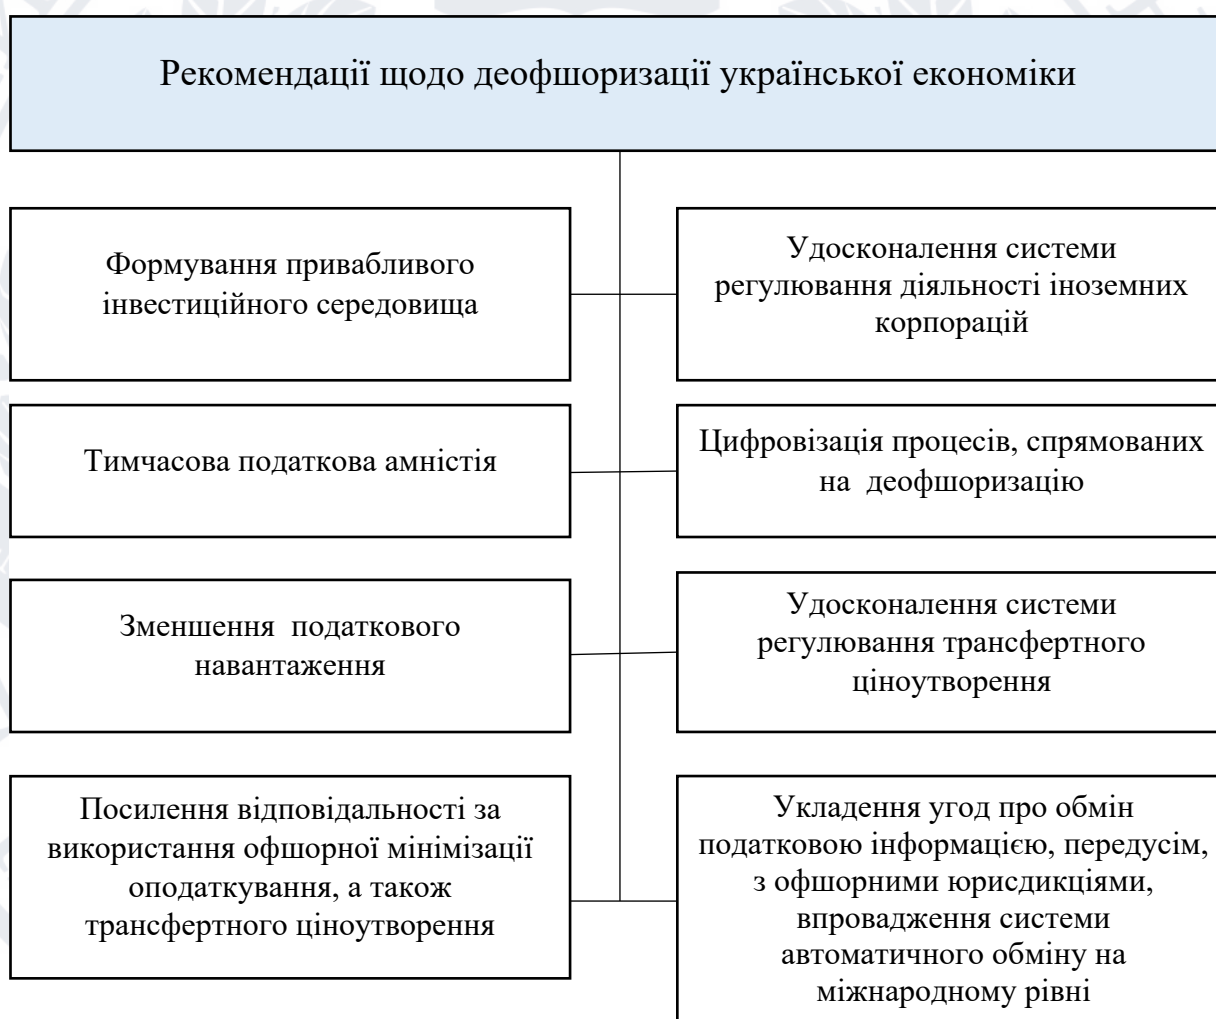 Рекомендації щодо деофшоризації української економіки
Формування привабливого
інвестиційного середовища
Удосконалення системи
регулювання діяльності іноземних
корпорацій
Тимчасова податкова амністія
Цифровізація процесів, спрямованих
на деофшоризацію
Зменшення податкового
навантаження
Удосконалення системи
регулювання трансфертного
ціноутворення
Посилення відповідальності за
використання офшорної мінімізації
оподаткування, а також
трансфертного ціноутворення
Укладення угод про обмін
податковою інформацією, передусім,
з офшорними юрисдикціями,
впровадження системи
автоматичного обміну на
міжнародному рівні